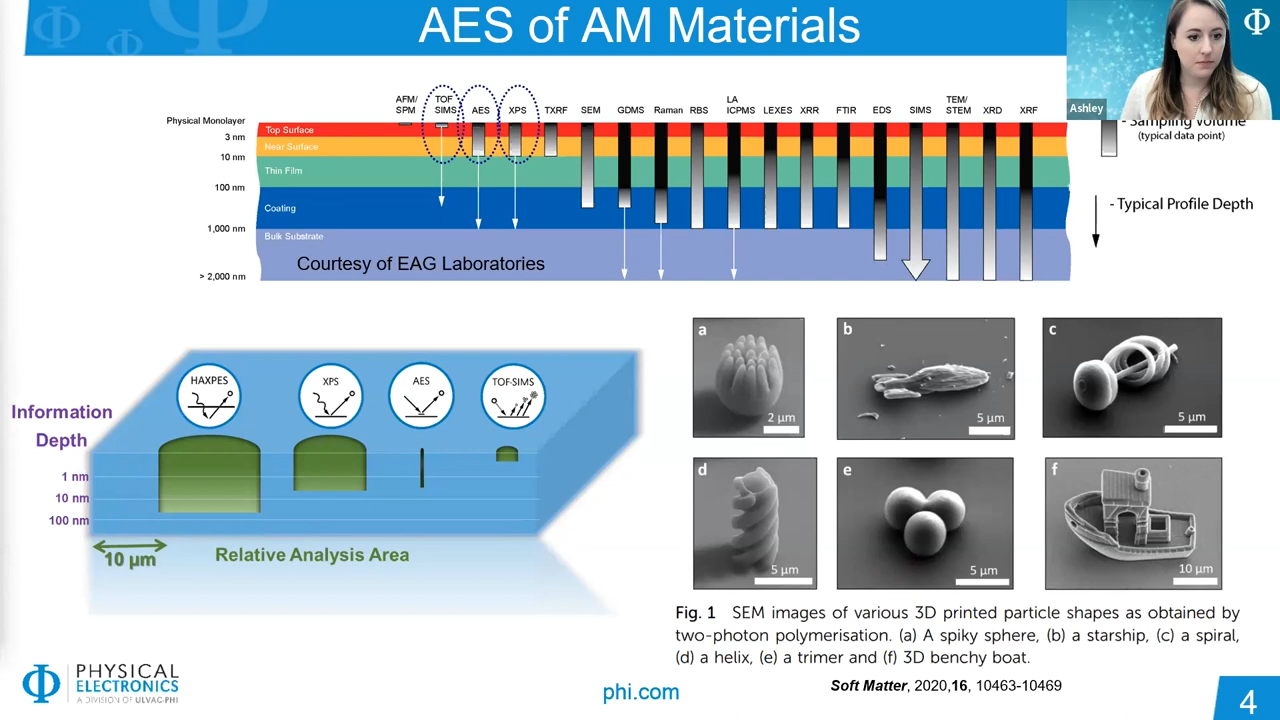 AES of AM Materials
Ashley
AFM/
SPM
TOF
SIMS
AES
XPS
TXRF
SEM
GDMS
Raman
RBS
LA
ICPMS
LEXES
XRR
FTIR
EDS
SIMS
TEM/
STEM
XRD
XRF
Physical Monolayer
3 nm
10 nm
100 nm
1,000 nm
> 2,000 nm
Top Surface
Near Surface
Thin Film
Coating
Bulk Substrate
Courtesy of EAG Laboratories
- Sampling Volume
(typical data point)
- Typical Profile Depth
HAXPES
XPS
AES
TOF-SIMS
Information
Depth
1 nm
10 nm
100 nm
10 µm
Relative Analysis Area
a
2 µm
b
5 µm
c
5 µm
d
5 µm
e
5 µm
f
10 µm
Fig. 1 SEM images of various 3D printed particle shapes as obtained by
two-photon polymerisation. (a) A spiky sphere, (b) a starship, (c) a spiral,
(d) a helix, (e) a trimer and (f) 3D benchy boat.
PHYSICAL
ELECTRONICS
A DIVISION OF ULVAC-PHI
phi.com
Soft Matter, 2020,16, 10463-10469
4